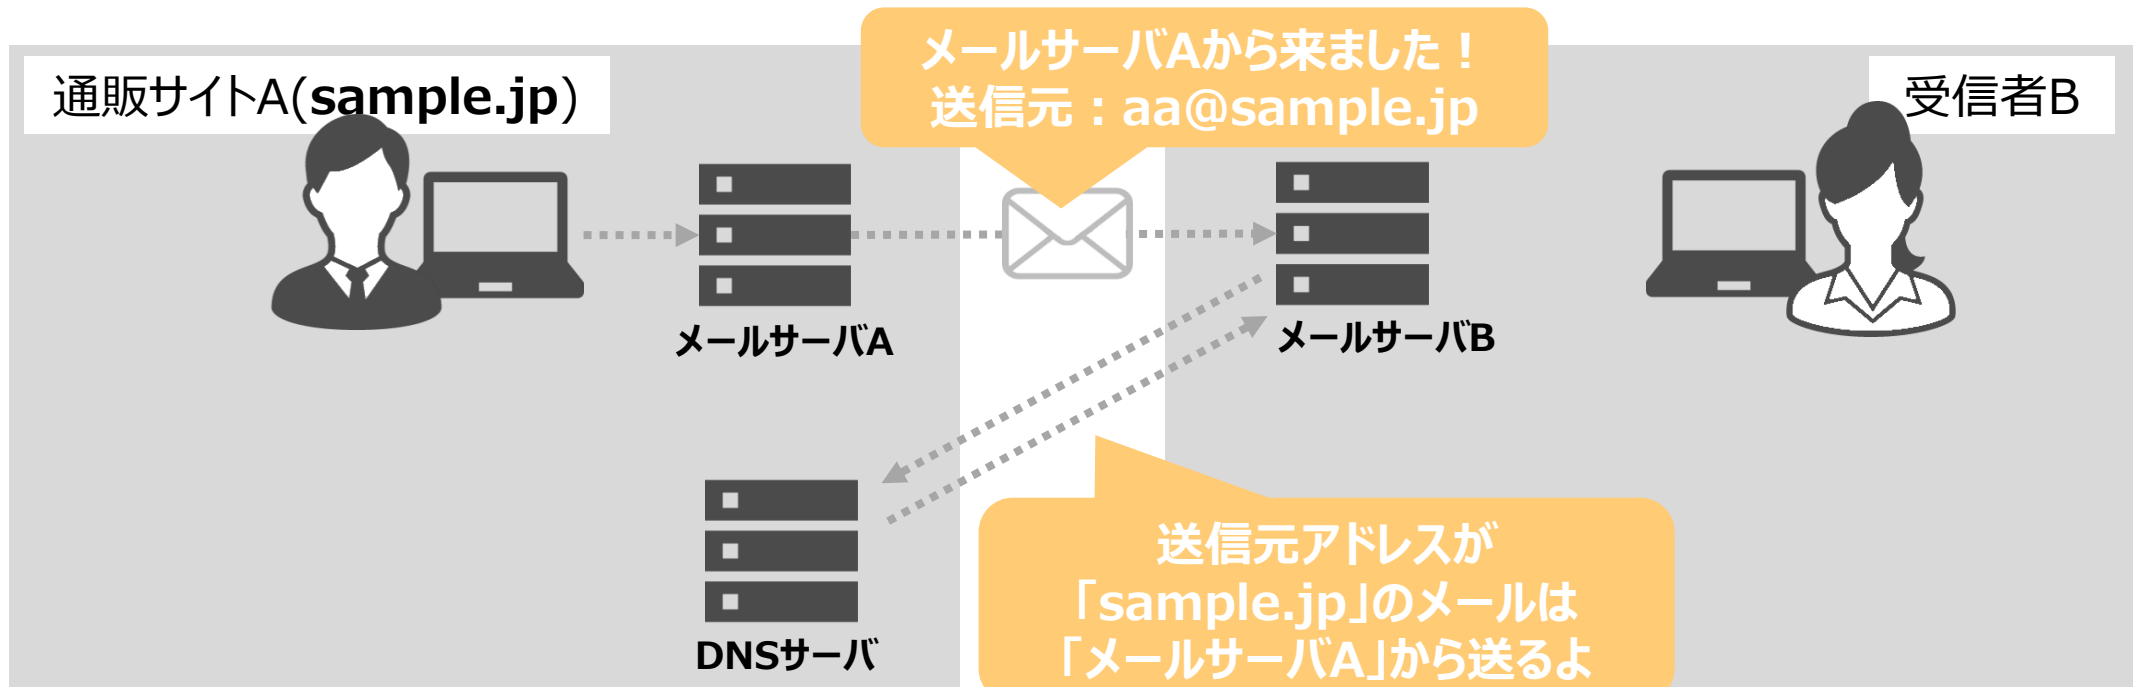 メールサーバAから来ました！
送信元：aa@sample.jp
通販サイトA(sample.jp)
受信者B
メールサーバA
メールサーバB
送信元アドレスが
「sample.jp」のメールは
「メールサーバA」から送るよ
DNSサーバ